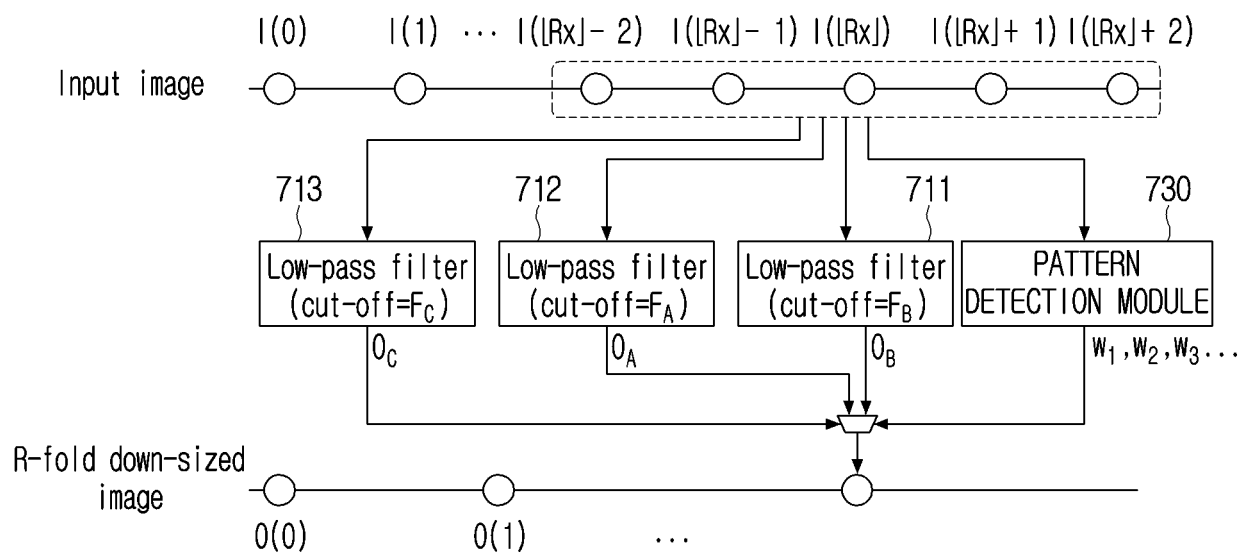 I(0) I(1) ... I(⌊Rx⌋-2) I(⌊Rx⌋-1) I(⌊Rx⌋) I(⌊Rx⌋+1) I(⌊Rx⌋+2)
Input image
713 712 711 730
Low-pass filter
(cut-off=F_C)
Low-pass filter
(cut-off=F_A)
Low-pass filter
(cut-off=F_B)
PATTERN
DETECTION MODULE
O_C O_A O_B W_1,W_2,W_3...
R-fold down-sized
image
O(0) O(1) ...